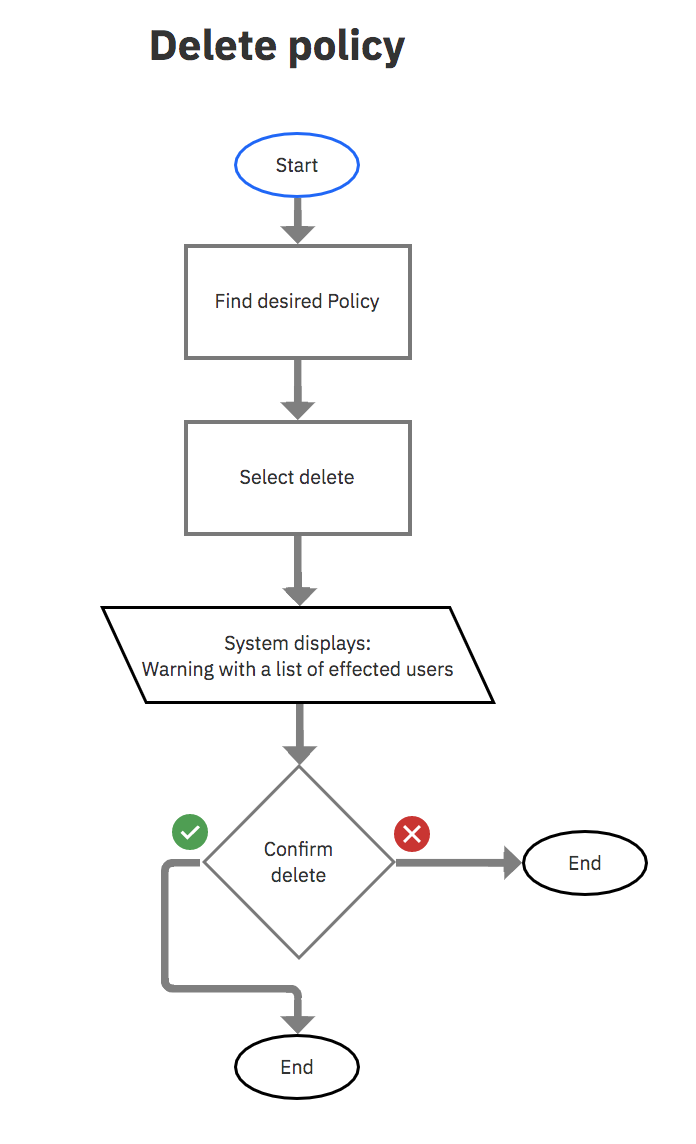 Delete policy
Start
Find desired Policy
Select delete
System displays:
Warning with a list of effected users
Confirm
delete
End
End